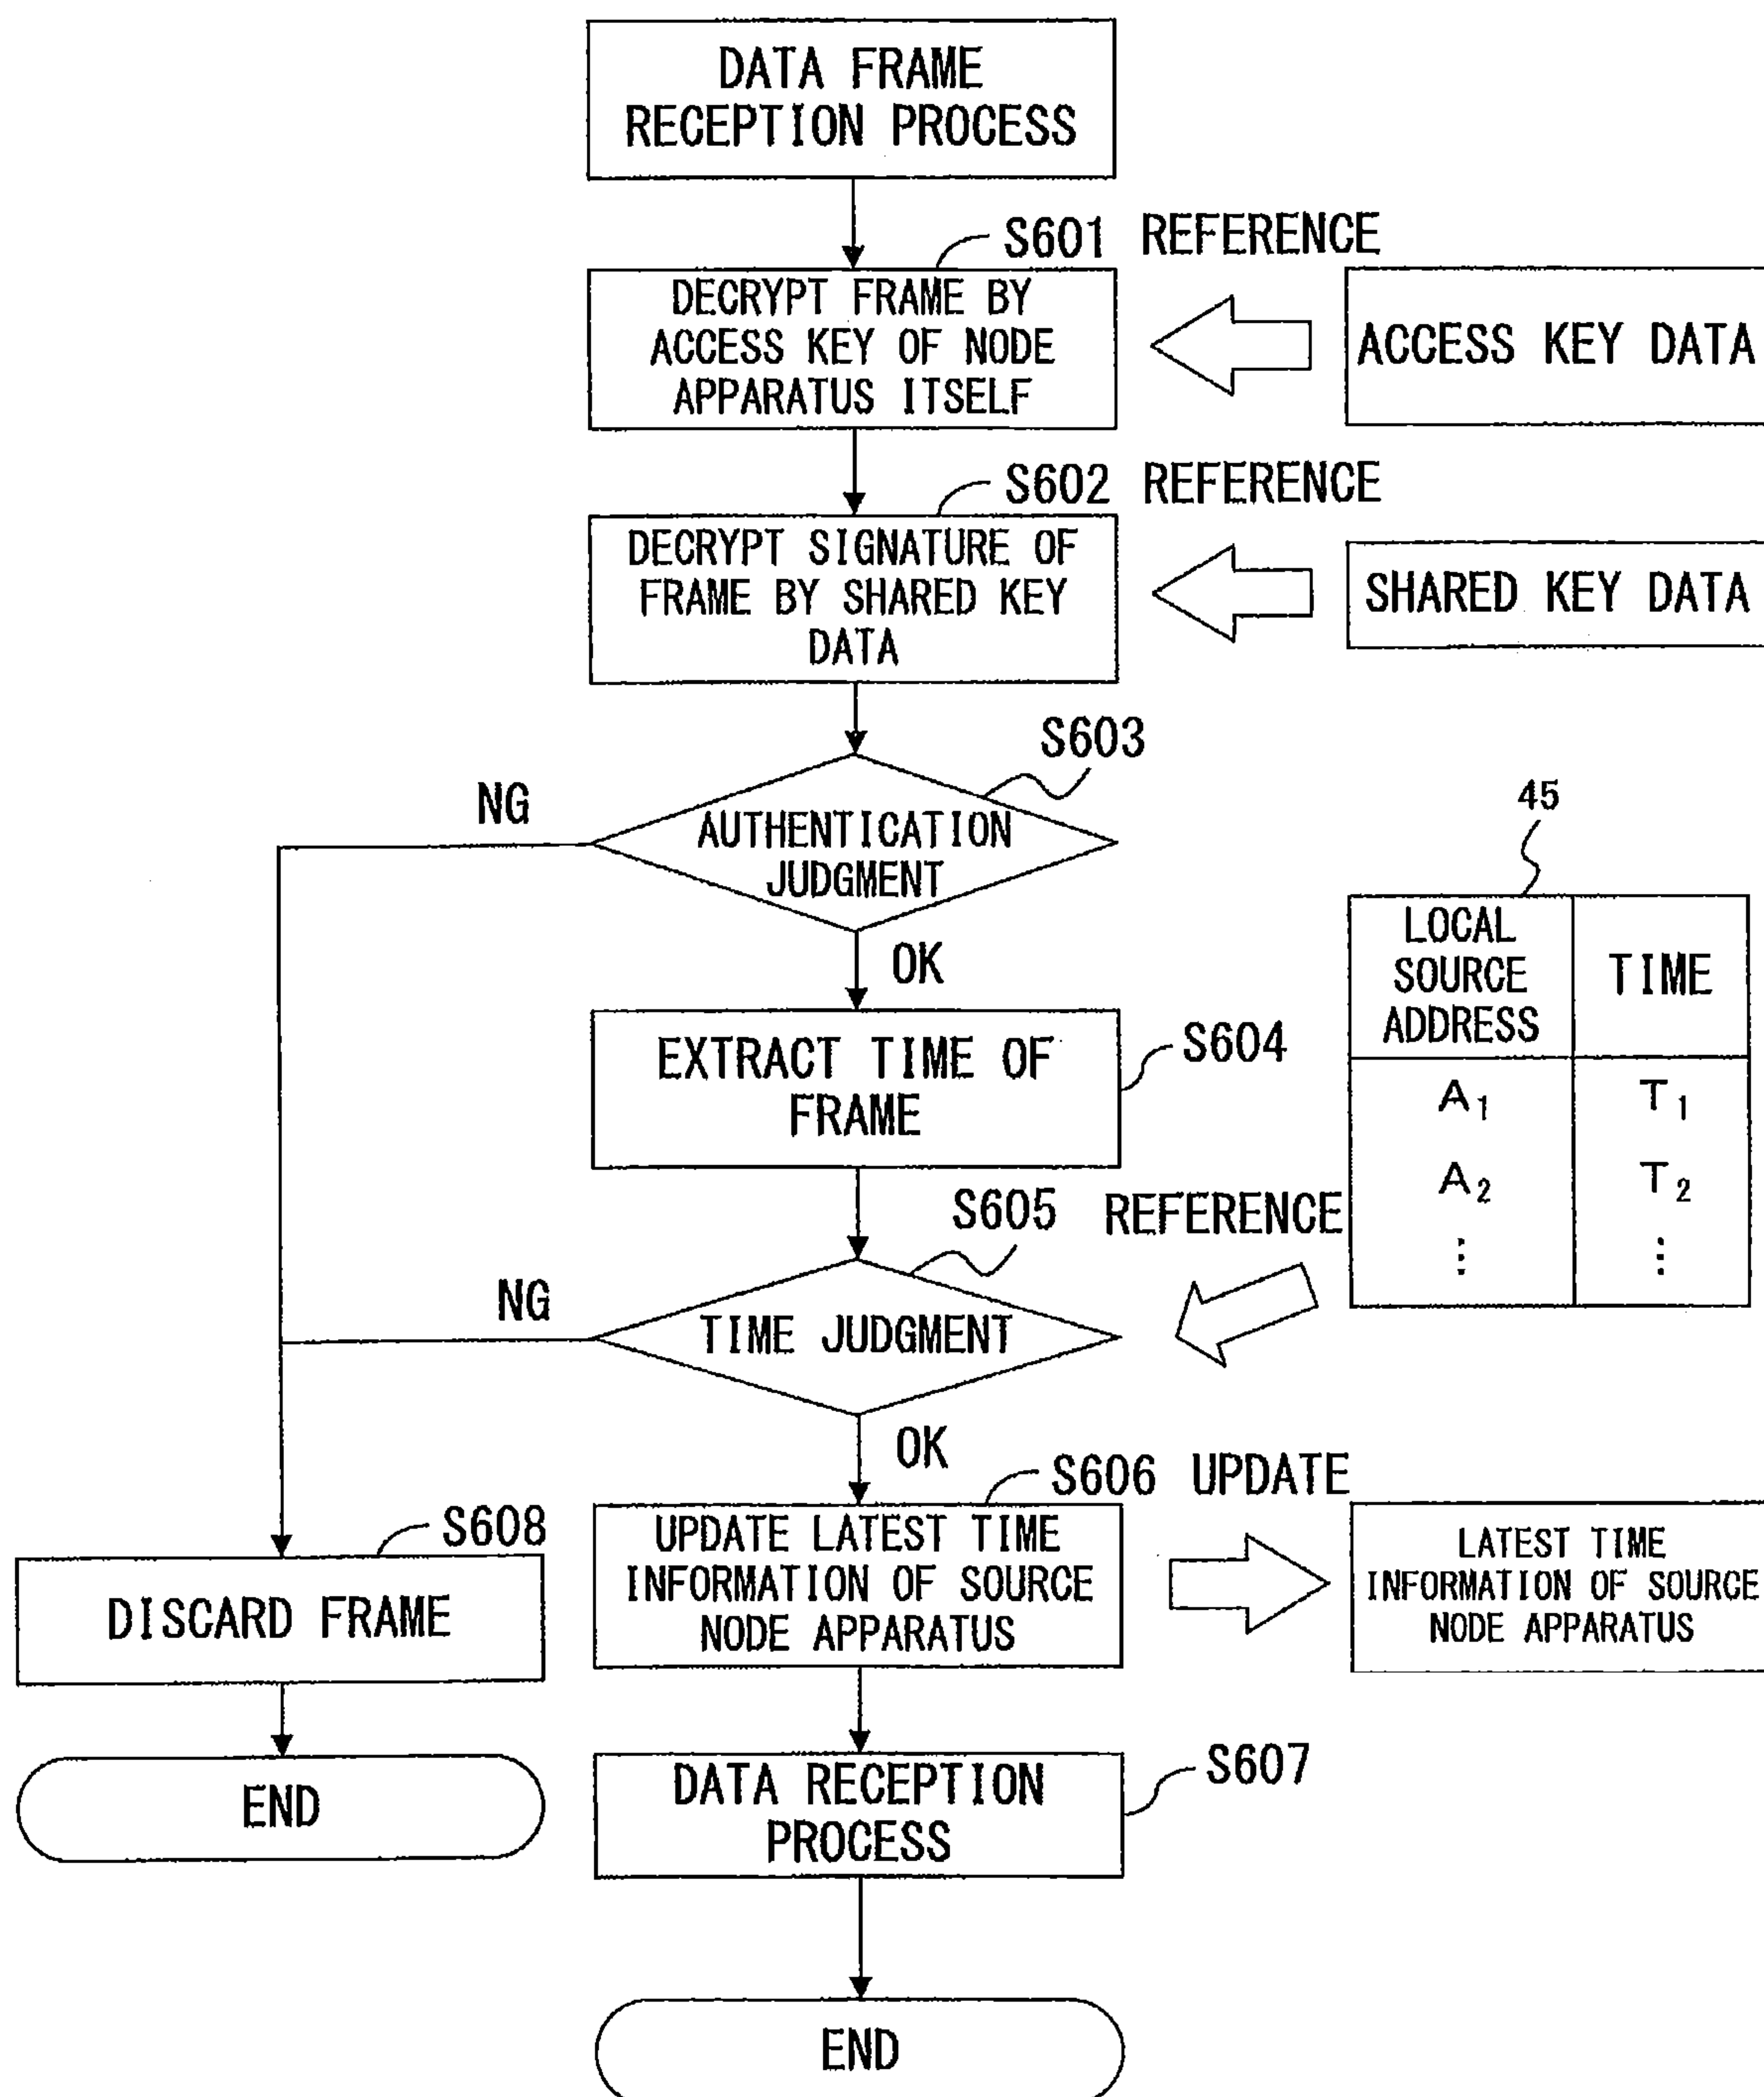 DATA FRAME
RECEPTION PROCESS
S601 REFERENCE
DECRYPT FRAME BY
ACCESS KEY OF NODE
APPARATUS ITSELF
ACCESS KEY DATA
S602 REFERENCE
DECRYPT SIGNATURE OF
FRAME BY SHARED KEY
DATA
SHARED KEY DATA
S603
NG
AUTHENTICATION
JUDGMENT
OK
45
LOCAL
SOURCE
ADDRESS
TIME
A₁ T₁
A₂ T₂
⋮ ⋮
EXTRACT TIME OF
FRAME
S604
S605 REFERENCE
NG
TIME JUDGMENT
OK
S606 UPDATE
UPDATE LATEST TIME
INFORMATION OF SOURCE
NODE APPARATUS
LATEST TIME
INFORMATION OF SOURCE
NODE APPARATUS
S608
DISCARD FRAME
END
DATA RECEPTION
PROCESS
S607
END